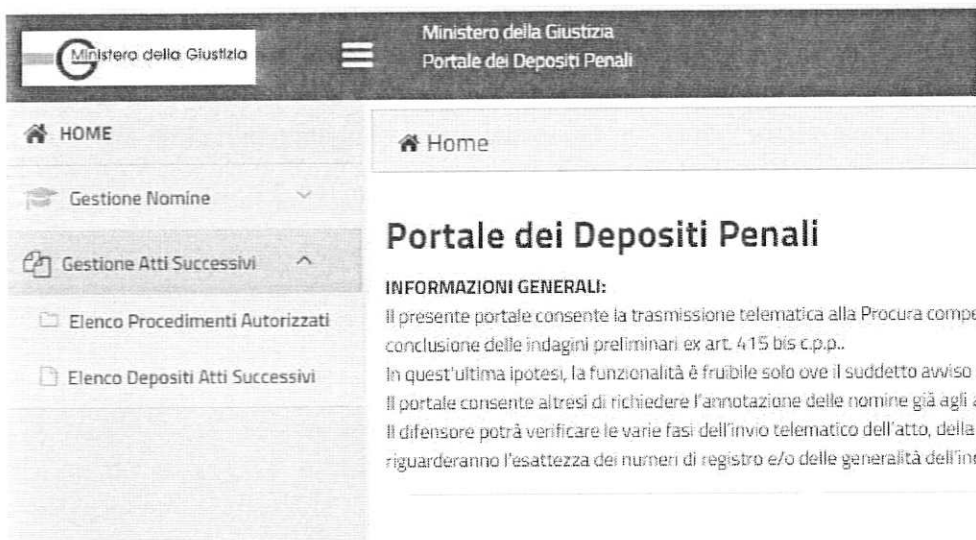 Ministero della Giustizia
Ministero della Giustizia
Portale dei Depositi Penali
HOME
Gestione Nomine
Gestione Atti Successivi
Elenco Procedimenti Autorizzati
Elenco Depositi Atti Successivi
Home
Portale dei Depositi Penali
INFORMAZIONI GENERALI:
Il presente portale consente la trasmissione telematica alla Procura compe
conclusione delle indagini preliminari ex art. 415 bis c.p.p..
In quest'ultima ipotesi, la funzionalità è fruibile solo ove il suddetto avviso
Il portale consente altresì di richiedere l'annotazione delle nomine già agli a
Il difensore potrà verificare le varie fasi dell'invio telematico dell'atto, della
riguarderanno l'esattezza dei numeri di registro e/o delle generalità dell'in